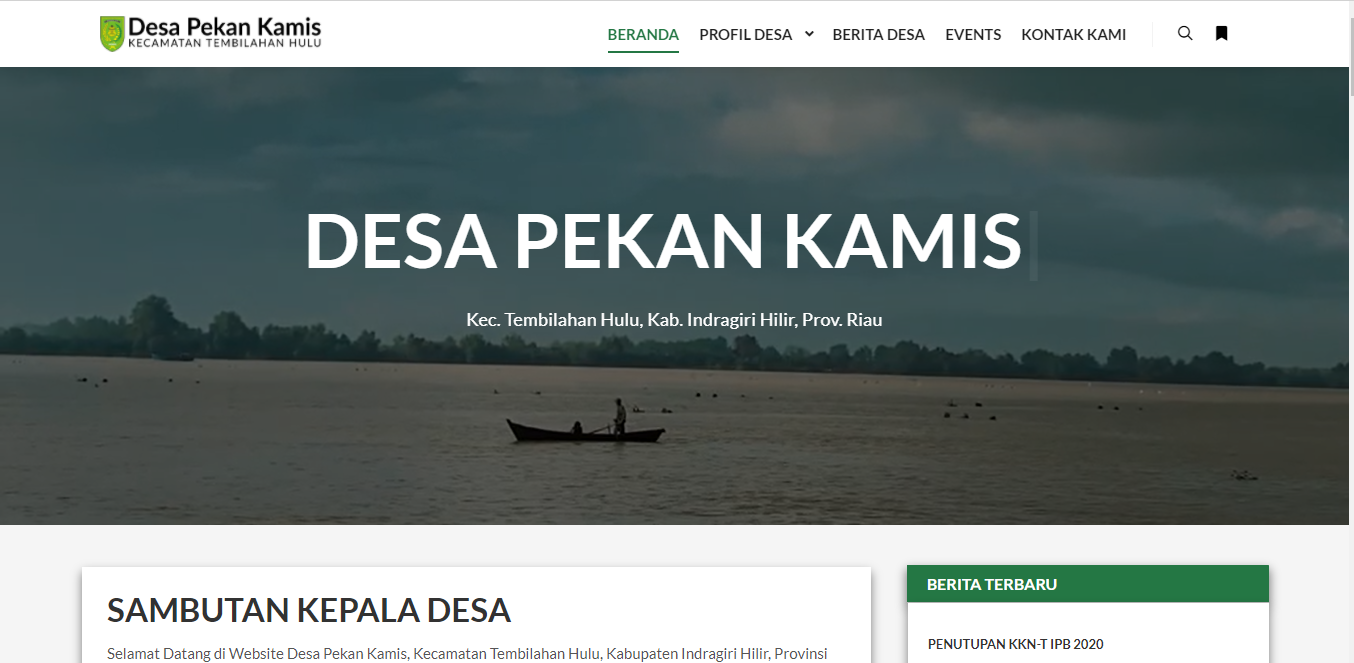 Desa Pekan Kamis
KECAMATAN TEMBILAHAN HULU
BERANDA PROFIL DESA BERITA DESA EVENTS KONTAK KAMI
DESA PEKAN KAMIS
Kec. Tembilahan Hulu, Kab. Indragiri Hilir, Prov. Riau
SAMBUTAN KEPALA DESA
Selamat Datang di Website Desa Pekan Kamis, Kecamatan Tembilahan Hulu, Kabupaten Indragiri Hilir, Provinsi
BERITA TERBARU
PENUTUPAN KKN-T IPB 2020